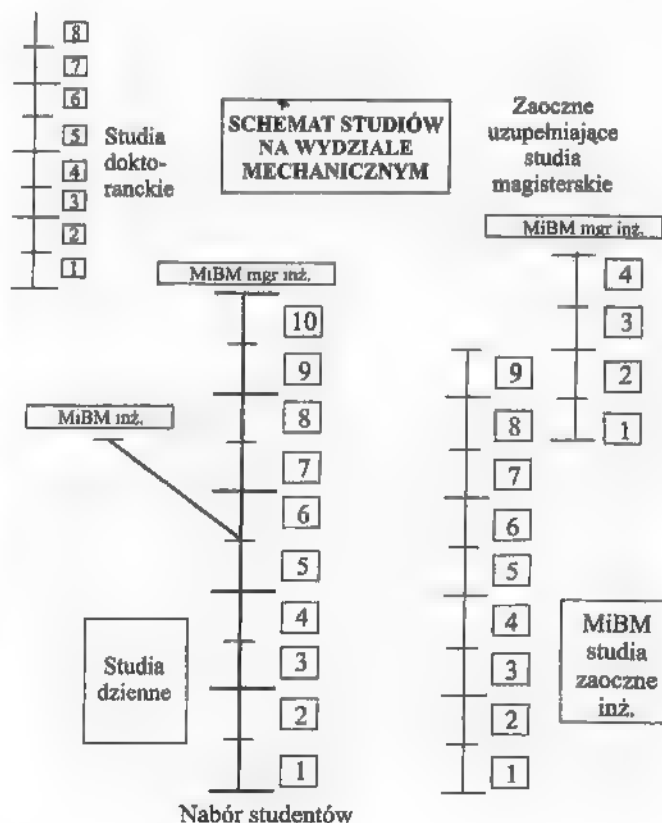 8
7
6
5
4
3
2
1
Studia
dokto-
ranckie
SCHEMAT STUDIÓW
NA WYDZIALE
MECHANICZNYM
Zaoczne
uzupełniające
studia
magisterskie
MiBM mgr inż.
4
3
2
1
MiBM mgr inż.
10
9
8
7
6
5
4
3
2
1
MiBM inż.
Studia
dzienne
Nabór studentów
9
8
7
6
5
4
3
2
1
MiBM
studia
zaoczne
inż.